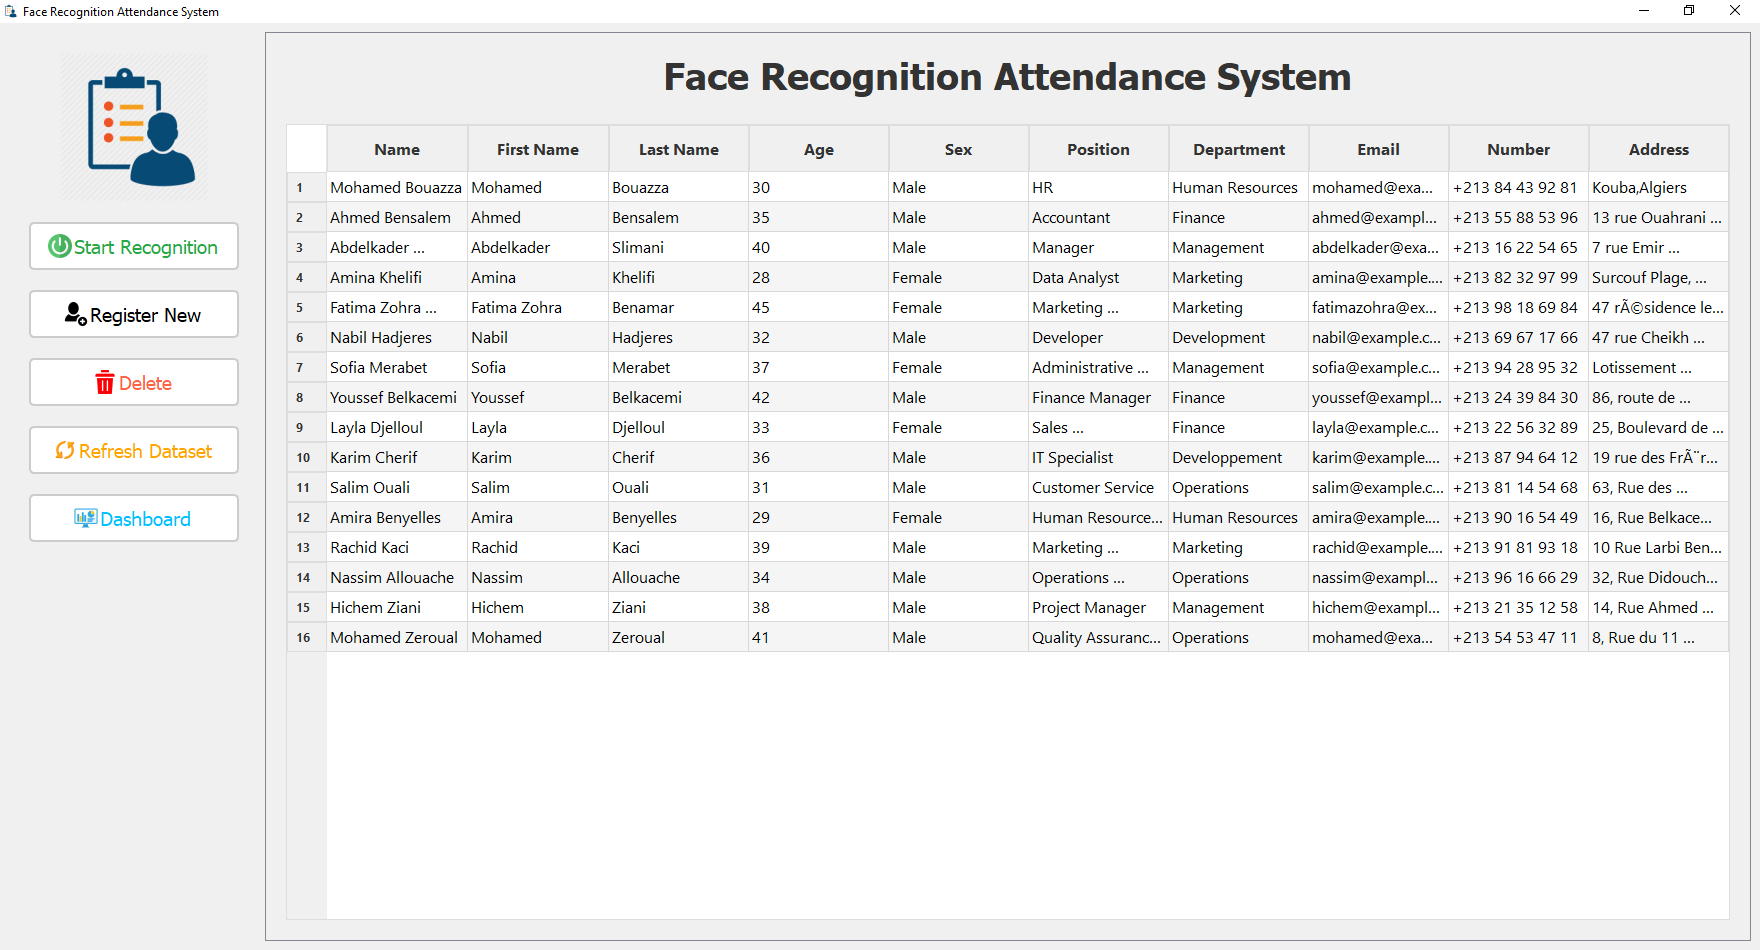 Face Recognition Attendance System
Start Recognition
Register New
Delete
Refresh Dataset
Dashboard
Face Recognition Attendance System
Name First Name Last Name Age Sex Position Department Email Number Address
1 Mohamed Bouazza Mohamed Bouazza 30 Male HR Human Resources mohamed@exa... +213 84 43 92 81 Kouba,Algiers
2 Ahmed Bensalem Ahmed Bensalem 35 Male Accountant Finance ahmed@exampl... +213 55 88 53 96 13 rue Ouahrani ...
3 Abdelkader ... Abdelkader Slimani 40 Male Manager Management abdelkader@exa... +213 16 22 54 65 7 rue Emir ...
4 Amina Khelifi Amina Khelifi 28 Female Data Analyst Marketing amina@example.... +213 82 32 97 99 Surcouf Plage, ...
5 Fatima Zohra ... Fatima Zohra Benamar 45 Female Marketing ... Marketing fatimazohra@ex... +213 98 18 69 84 47 rÃ©sidence le...
6 Nabil Hadjeres Nabil Hadjeres 32 Male Developer Development nabil@example.c... +213 69 67 17 66 47 rue Cheikh ...
7 Sofia Merabet Sofia Merabet 37 Female Administrative ... Management sofia@example.c... +213 94 28 95 32 Lotissement ...
8 Youssef Belkacemi Youssef Belkacemi 42 Male Finance Manager Finance youssef@exampl... +213 24 39 84 30 86, route de ...
9 Layla Djelloul Layla Djelloul 33 Female Sales ... Finance layla@example.c... +213 22 56 32 89 25, Boulevard de ...
10 Karim Cherif Karim Cherif 36 Male IT Specialist Developpement karim@example.... +213 87 94 64 12 19 rue des FrÃ¨r...
11 Salim Ouali Salim Ouali 31 Male Customer Service Operations salim@example.c... +213 81 14 54 68 63, Rue des ...
12 Amira Benyelles Amira Benyelles 29 Female Human Resource... Human Resources amira@example.... +213 90 16 54 49 16, Rue Belkace...
13 Rachid Kaci Rachid Kaci 39 Male Marketing ... Marketing rachid@example.... +213 91 81 93 18 10 Rue Larbi Ben...
14 Nassim Allouache Nassim Allouache 34 Male Operations ... Operations nassim@exampl... +213 96 16 66 29 32, Rue Didouch...
15 Hichem Ziani Hichem Ziani 38 Male Project Manager Management hichem@exampl... +213 21 35 12 58 14, Rue Ahmed ...
16 Mohamed Zeroual Mohamed Zeroual 41 Male Quality Assuranc... Operations mohamed@exa... +213 54 53 47 11 8, Rue du 11 ...